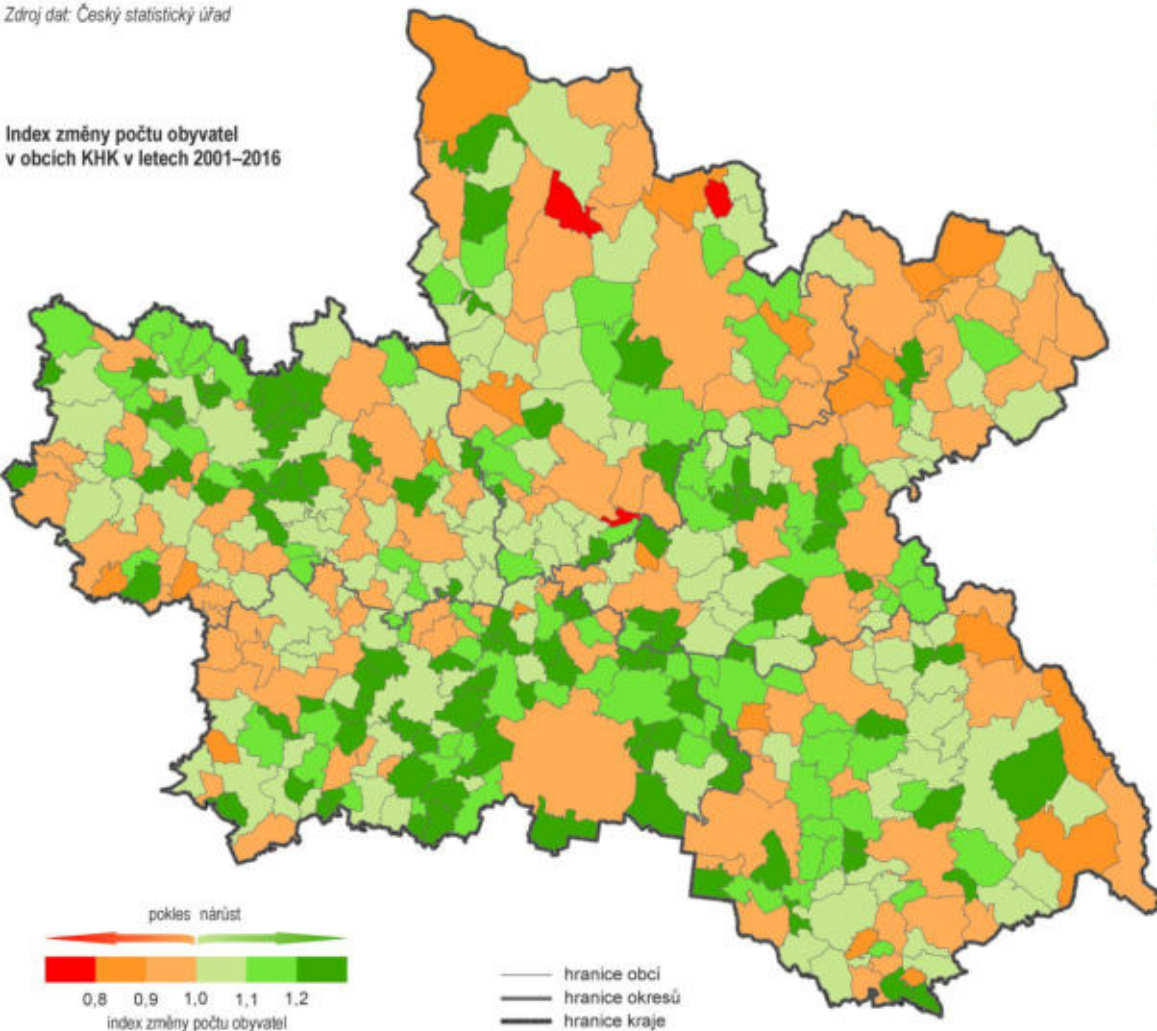 Zdroj dat: Český statistický úřad
Index změny počtu obyvatel
v obcích KHK v letech 2001–2016
pokles nárůst
0,8 0,9 1,0 1,1 1,2
index změny počtu obyvatel
hranice obcí
hranice okresů
hranice kraje